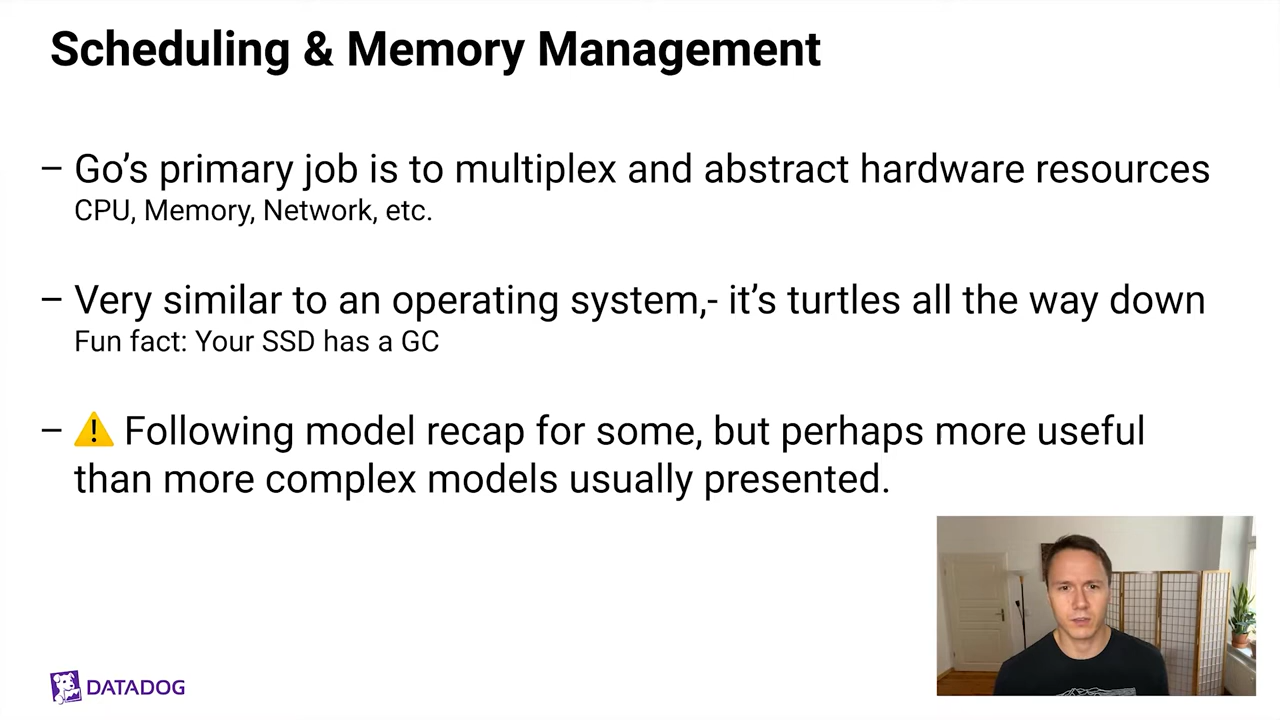 Scheduling & Memory Management
– Go’s primary job is to multiplex and abstract hardware resources
CPU, Memory, Network, etc.
– Very similar to an operating system,- it’s turtles all the way down
Fun fact: Your SSD has a GC
– ⚠️ Following model recap for some, but perhaps more useful
than more complex models usually presented.
DATADOG